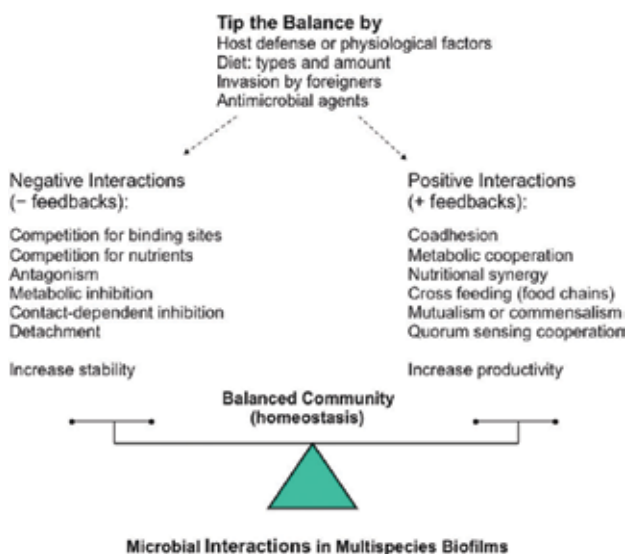 Tip the Balance by
Host defense or physiological factors
Diet: types and amount
Invasion by foreigners
Antimicrobial agents
Negative Interactions
(− feedbacks):
Competition for binding sites
Competition for nutrients
Antagonism
Metabolic inhibition
Contact-dependent inhibition
Detachment
Increase stability
Positive Interactions
(+ feedbacks):
Coadhesion
Metabolic cooperation
Nutritional synergy
Cross feeding (food chains)
Mutualism or commensalism
Quorum sensing cooperation
Increase productivity
Balanced Community
(homeostasis)
Microbial Interactions in Multispecies Biofilms